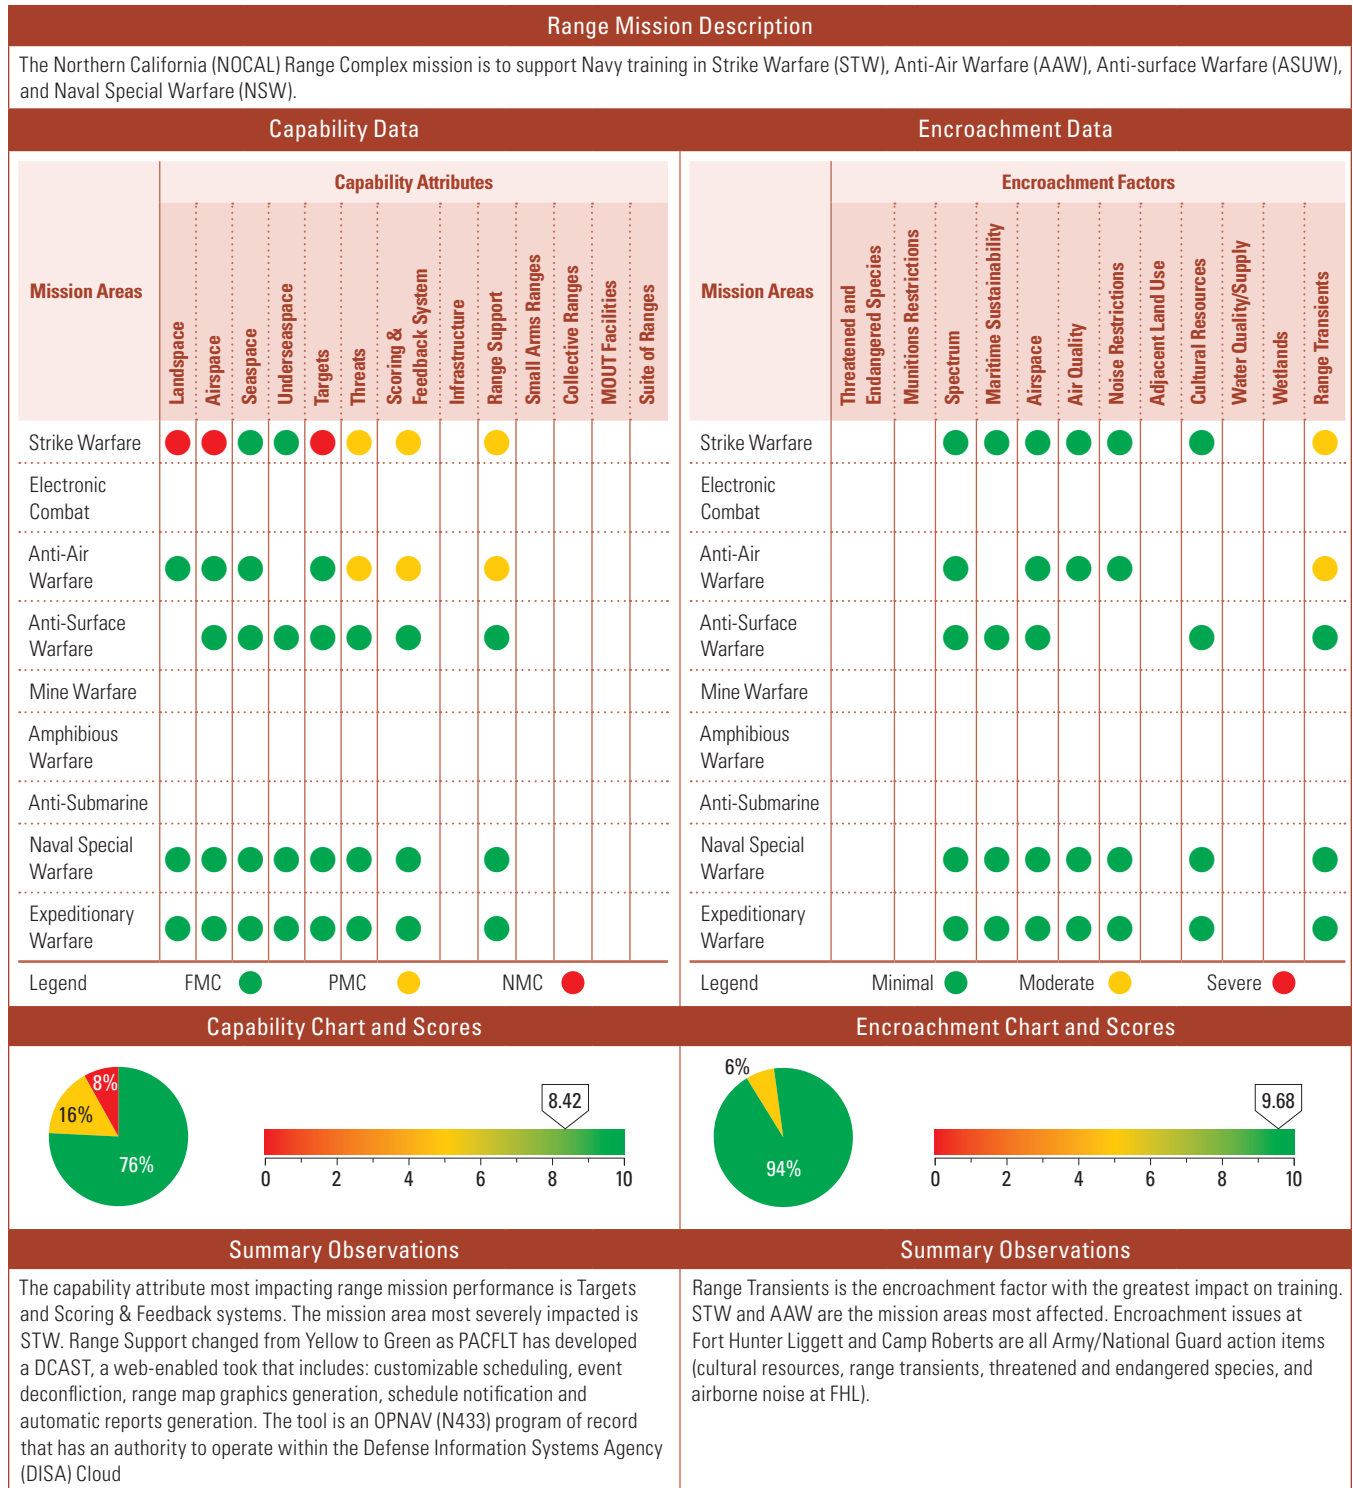 Range Mission Description
The Northern California (NOCAL) Range Complex mission is to support Navy training in Strike Warfare (STW), Anti-Air Warfare (AAW), Anti-surface Warfare (ASUW),
and Naval Special Warfare (NSW).
Capability Data
Mission Areas
Capability Attributes
Landspace
Airspace
Seaspace
Underseaspace
Targets
Threats
Scoring &
Feedback System
Infrastructure
Range Support
Small Arms Ranges
Collective Ranges
MOUT Facilities
Suite of Ranges
Strike Warfare
Electronic
Combat
Anti-Air
Warfare
Anti-Surface
Warfare
Mine Warfare
Amphibious
Warfare
Anti-Submarine
Naval Special
Warfare
Expeditionary
Warfare
Legend FMC PMC NMC
Encroachment Data
Mission Areas
Encroachment Factors
Threatened and
Endangered Species
Munitions Restrictions
Spectrum
Maritime Sustainability
Airspace
Air Quality
Noise Restrictions
Adjacent Land Use
Cultural Resources
Water Quality/Supply
Wetlands
Range Transients
Strike Warfare
Electronic
Combat
Anti-Air
Warfare
Anti-Surface
Warfare
Mine Warfare
Amphibious
Warfare
Anti-Submarine
Naval Special
Warfare
Expeditionary
Warfare
Legend Minimal Moderate Severe
Capability Chart and Scores
8%
16%
76%
8.42
0 2 4 6 8 10
Encroachment Chart and Scores
6%
94%
9.68
0 2 4 6 8 10
Summary Observations
The capability attribute most impacting range mission performance is Targets
and Scoring & Feedback systems. The mission area most severely impacted is
STW. Range Support changed from Yellow to Green as PACFLT has developed
a DCAST, a web-enabled took that includes: customizable scheduling, event
deconfliction, range map graphics generation, schedule notification and
automatic reports generation. The tool is an OPNAV (N433) program of record
that has an authority to operate within the Defense Information Systems Agency
(DISA) Cloud
Summary Observations
Range Transients is the encroachment factor with the greatest impact on training.
STW and AAW are the mission areas most affected. Encroachment issues at
Fort Hunter Liggett and Camp Roberts are all Army/National Guard action items
(cultural resources, range transients, threatened and endangered species, and
airborne noise at FHL).